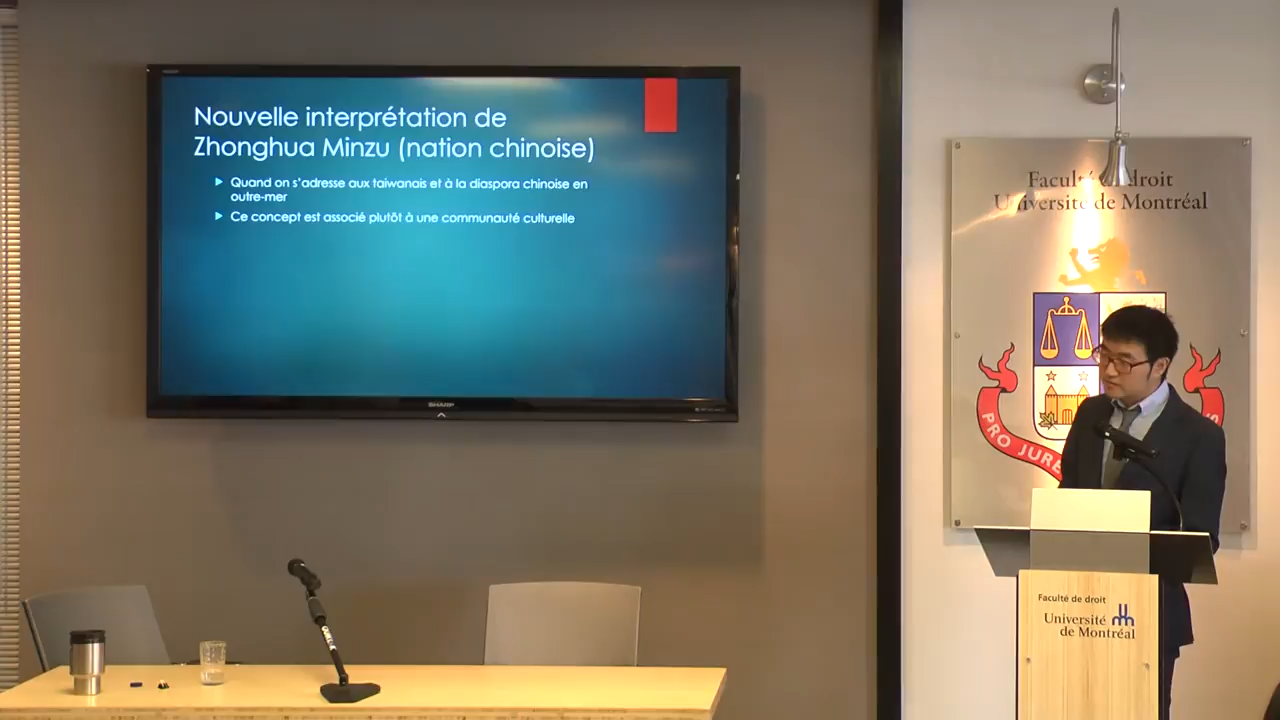 Nouvelle interprétation de
Zhonghua Minzu (nation chinoise)
Quand on s'adresse aux taiwanais et à la diaspora chinoise en
outre-mer
Ce concept est associé plutôt à une communauté culturelle
SHARP
Faculté de droit
Université de Montréal
PRO JURE
Faculté de droit
Université
de Montréal